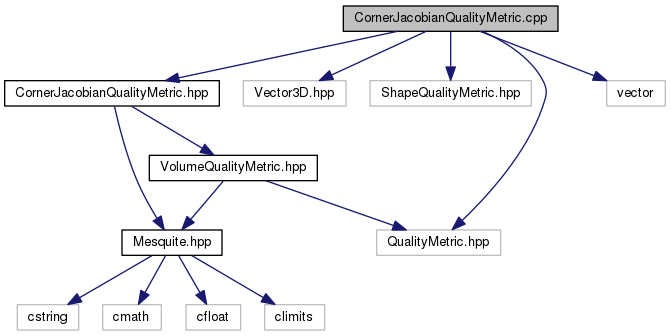 CornerJacobianQualityMetric.cpp
CornerJacobianQualityMetric.hpp
Vector3D.hpp
ShapeQualityMetric.hpp
vector
VolumeQualityMetric.hpp
Mesquite.hpp
QualityMetric.hpp
cstring
cmath
cfloat
climits